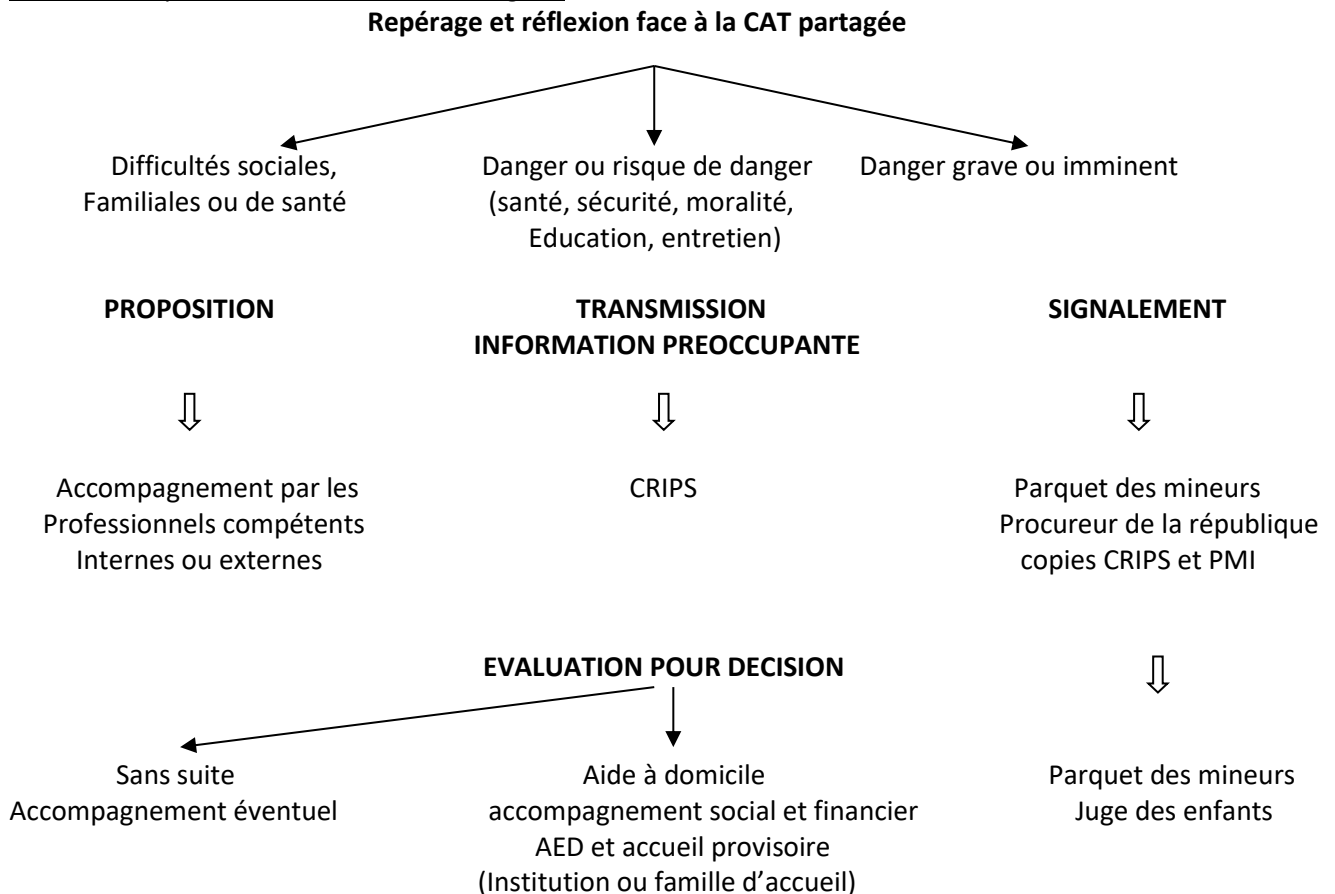 Repérage et réflexion face à la CAT partagée
Difficultés sociales,
Familiales ou de santé
Danger ou risque de danger
(santé, sécurité, moralité,
Education, entretien)
Danger grave ou imminent
PROPOSITION
TRANSMISSION
INFORMATION PREOCCUPANTE
SIGNALEMENT
Accompagnement par les
Professionnels compétents
Internes ou externes
CRIPS
Parquet des mineurs
Procureur de la république
copies CRIPS et PMI
EVALUATION POUR DECISION
Sans suite
Accompagnement éventuel
Aide à domicile
accompagnement social et financier
AED et accueil provisoire
(Institution ou famille d’accueil)
Parquet des mineurs
Juge des enfants